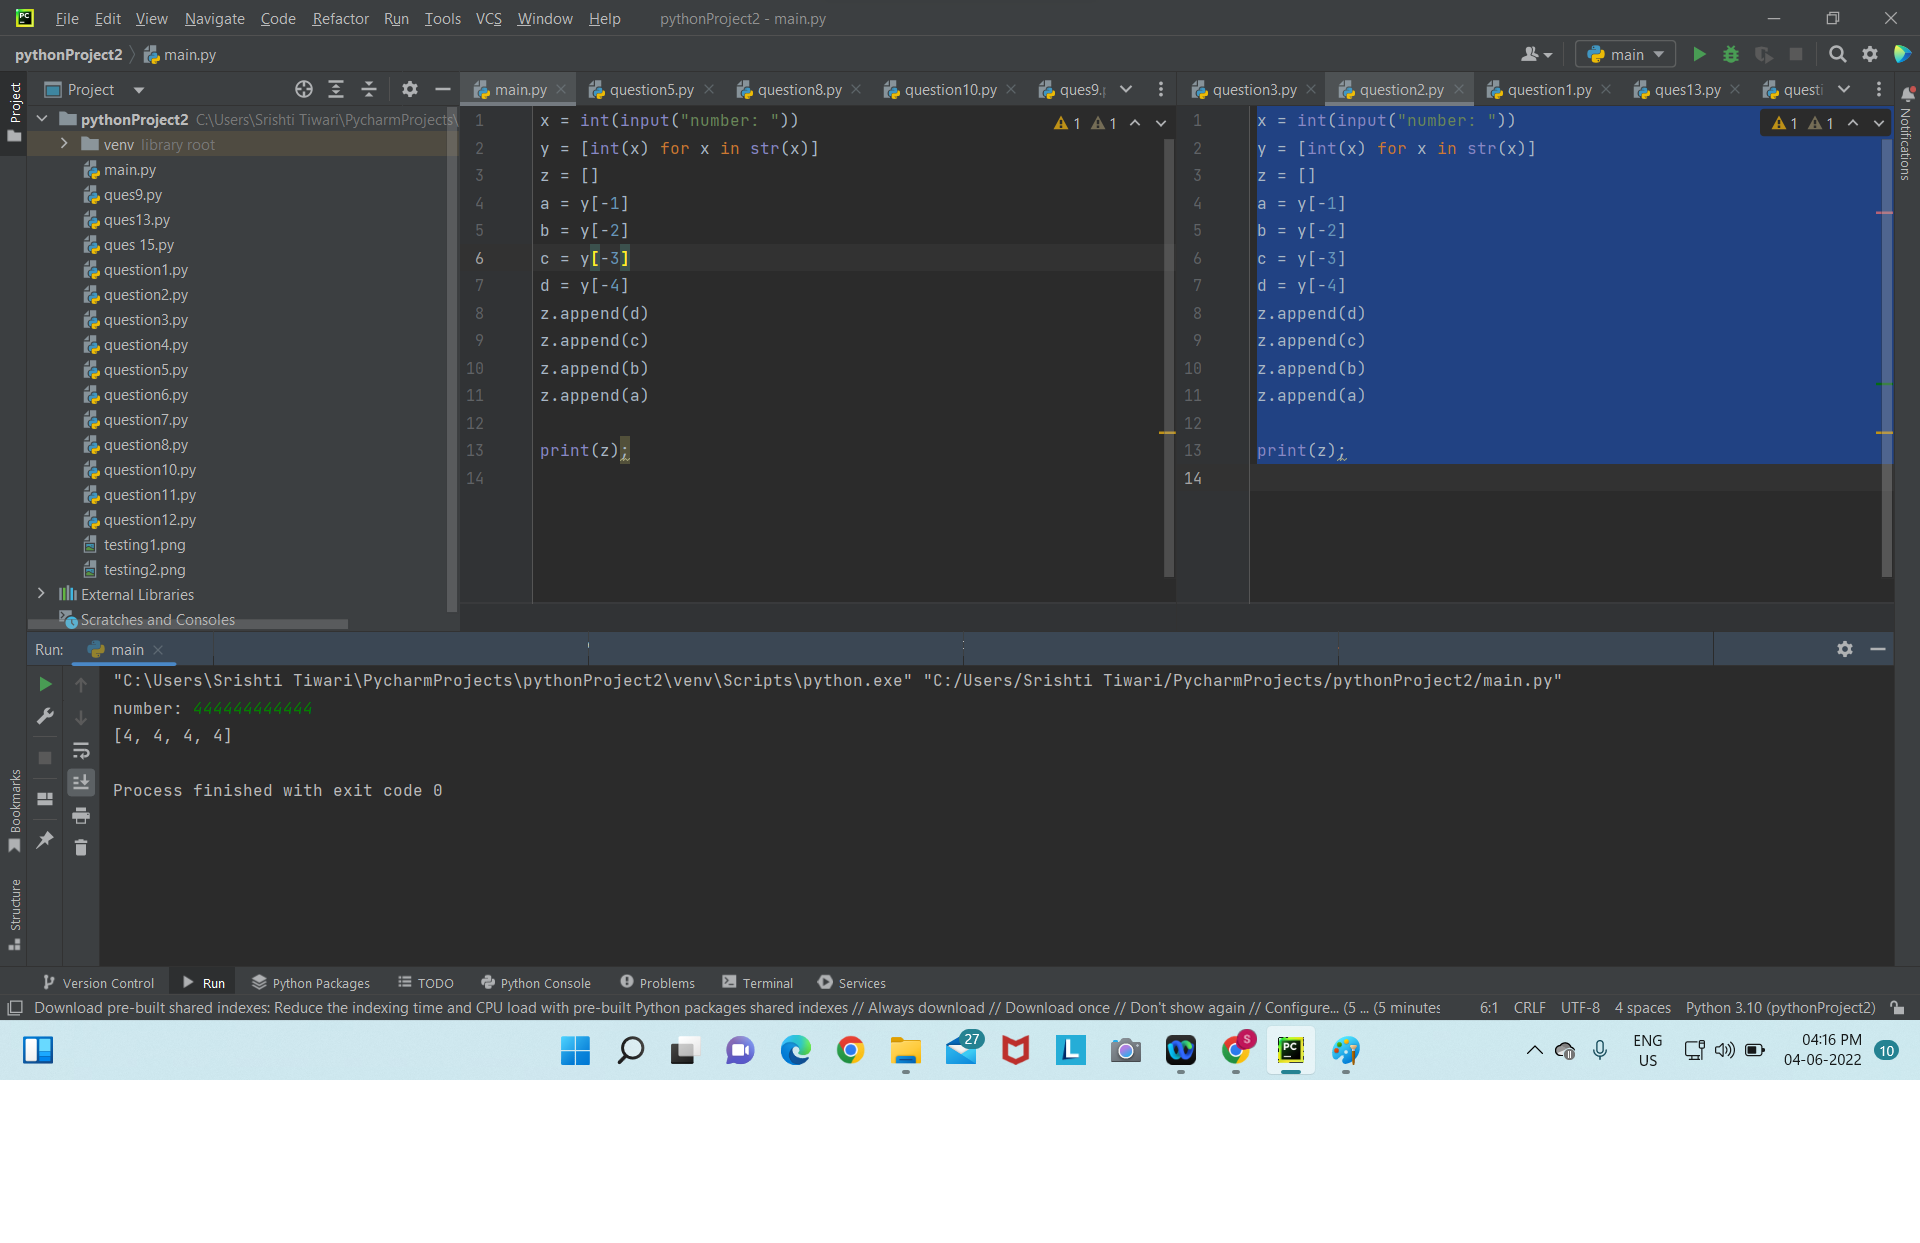 File Edit View Navigate Code Refactor Run Tools VCS Window Help pythonProject2 - main.py
pythonProject2 main.py main
Project
Project main.py question5.py question8.py question10.py ques9. question3.py question2.py question1.py ques13.py questi
Notifications
pythonProject2 C:\Users\Srishti Tiwari\PycharmProjects\
venv library root
main.py
ques9.py
ques13.py
ques 15.py
question1.py
question2.py
question3.py
question4.py
question5.py
question6.py
question7.py
question8.py
question10.py
question11.py
question12.py
testing1.png
testing2.png
External Libraries
Scratches and Consoles
1 x = int(input("number: ")) 1 1
2 y = [int(x) for x in str(x)]
3 z = []
4 a = y[-1]
5 b = y[-2]
6 c = y[-3]
7 d = y[-4]
8 z.append(d)
9 z.append(c)
10 z.append(b)
11 z.append(a)
12
13 print(z);
14
1 x = int(input("number: ")) 1 1
2 y = [int(x) for x in str(x)]
3 z = []
4 a = y[-1]
5 b = y[-2]
6 c = y[-3]
7 d = y[-4]
8 z.append(d)
9 z.append(c)
10 z.append(b)
11 z.append(a)
12
13 print(z);
14
Run: main
"C:\Users\Srishti Tiwari\PycharmProjects\pythonProject2\venv\Scripts\python.exe" "C:/Users/Srishti Tiwari/PycharmProjects/pythonProject2/main.py"
number: 444444444444
[4, 4, 4, 4]
Process finished with exit code 0
Bookmarks
Structure
Version Control Run Python Packages TODO Python Console Problems Terminal Services
Download pre-built shared indexes: Reduce the indexing time and CPU load with pre-built Python packages shared indexes // Always download // Download once // Don't show again // Configure... (5 ... (5 minutes 6:1 CRLF UTF-8 4 spaces Python 3.10 (pythonProject2)
27 S PC ENG US 04:16 PM 04-06-2022 10